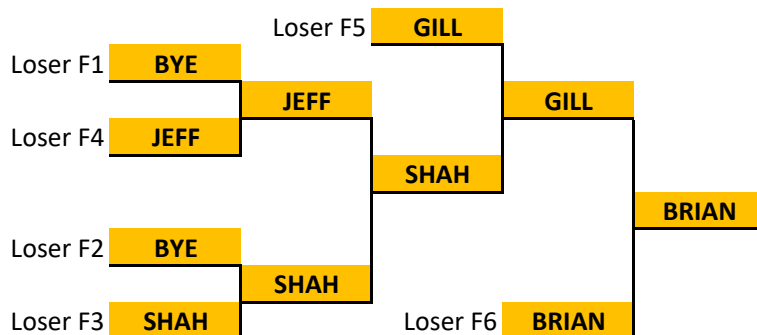 Loser F5 GILL
Loser F1 BYE
JEFF GILL
Loser F4 JEFF
SHAH
BRIAN
Loser F2 BYE
SHAH
Loser F3 SHAH Loser F6 BRIAN